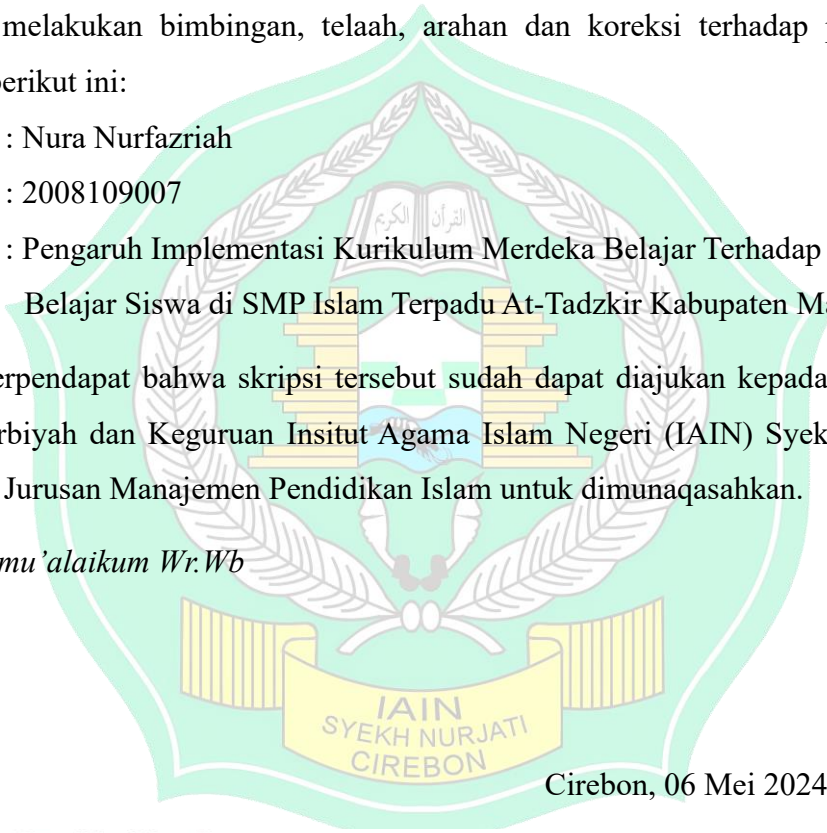 melakukan bimbingan, telaah, arahan dan koreksi terhadap
berikut ini:
: Nura Nurfazriah
: 2008109007
: Pengaruh Implementasi Kurikulum Merdeka Belajar Terhadap
Belajar Siswa di SMP Islam Terpadu At-Tadzkir Kabupaten
erpendapat bahwa skripsi tersebut sudah dapat diajukan kepada
rbiyah dan Keguruan Insitut Agama Islam Negeri (IAIN) Syek
Jurusan Manajemen Pendidikan Islam untuk dimunaqasahkan.
mu’alaikum Wr.Wb
القرأن الكريم
IAIN
SYEKH NURJATI
CIREBON
Cirebon, 06 Mei 2024